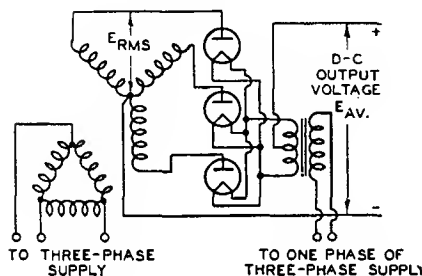 E RMS
D-C
OUTPUT
VOLTAGE
E AV.
+
-
TO THREE-PHASE
SUPPLY
TO ONE PHASE OF
THREE-PHASE SUPPLY